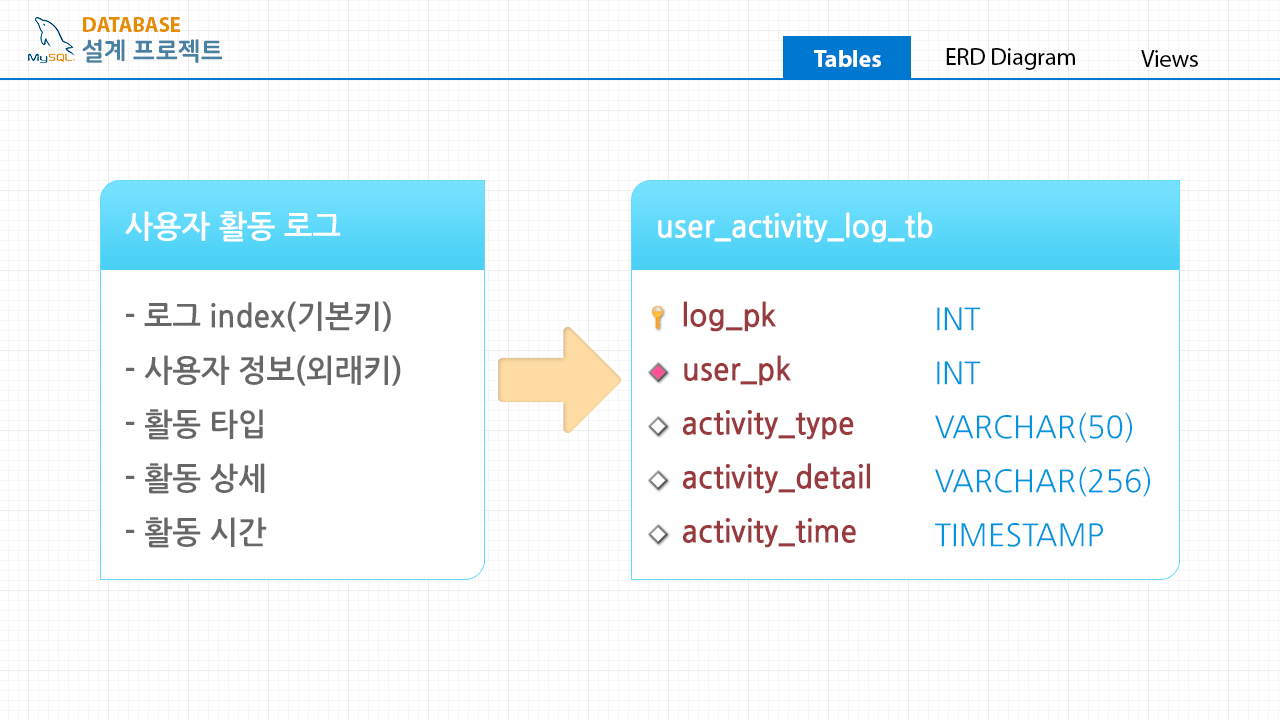 DATABASE
설계 프로젝트
MySQL
Tables
ERD Diagram
Views
사용자 활동 로그
- 로그 index(기본키)
- 사용자 정보(외래키)
- 활동 타입
- 활동 상세
- 활동 시간
user_activity_log_tb
log_pk INT
user_pk INT
activity_type VARCHAR(50)
activity_detail VARCHAR(256)
activity_time TIMESTAMP